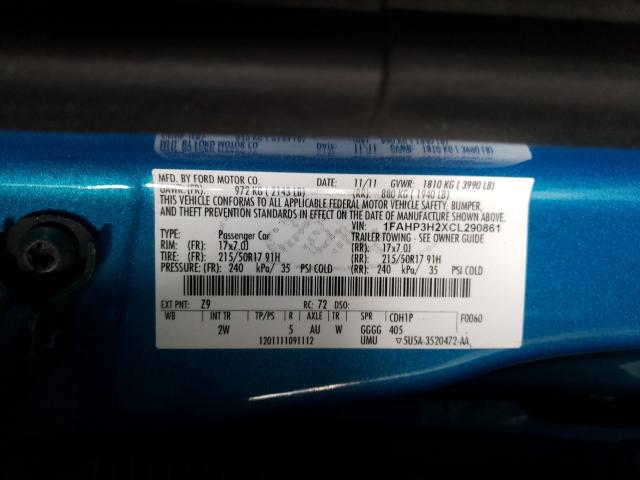 MFD. BY FORD MOTOR CO. DATE: 11/11 GVWR: 1810 KG ( 3990 LB)
GAWR: (FR): 972 KG ( 2143 LB) (RR): 880 KG ( 1940 LB)
THIS VEHICLE CONFORMS TO ALL APPLICABLE FEDERAL MOTOR VEHICLE SAFETY, BUMPER,
AND THEFT PREVENTION STANDARDS IN EFFECT ON THE DATE OF MANUFACTURE SHOWN ABOVE.
VIN: 1FAHP3H2XCL290861
TYPE: Passenger Car TRAILER TOWING - SEE OWNER GUIDE
RIM: (FR): 17x7.0J (RR): 17x7.0J
TIRE: (FR): 215/50R17 91H (RR): 215/50R17 91H
PRESSURE: (FR): 240 kPa/ 35 PSI COLD (RR): 240 kPa/ 35 PSI COLD
EXT PNT: Z9 RC: 72 DSO:
WB INT TR TP/PS R AXLE TR SPR CDH1P F0060
2W 5 AU W GGGG 405
1201111091112 UMU ▽5U5A-3520472-AA